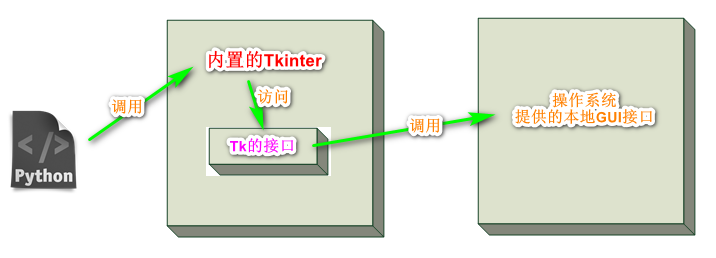 内置的Tkinter
调用
访问
Tk的接口
调用
操作系统
提供的本地GUI接口
</>
Python